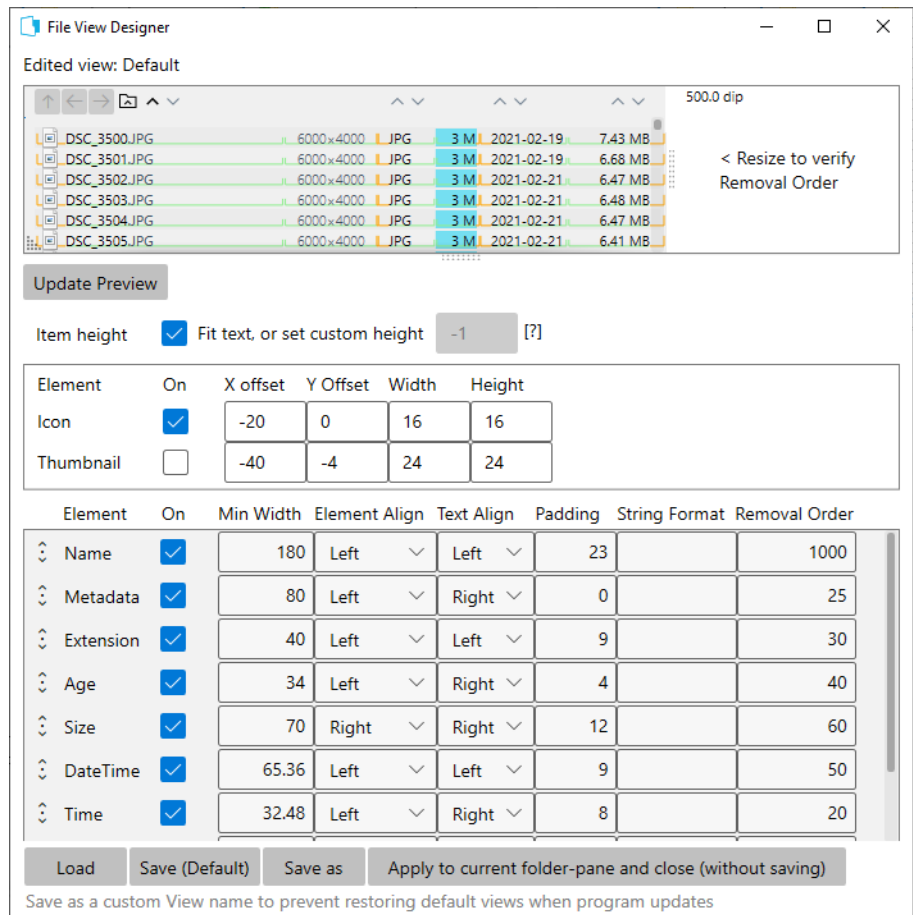 File View Designer
Edited view: Default
500.0 dip
DSC_3500.JPG 6000×4000 JPG 3 M 2021-02-19 7.43 MB
DSC_3501.JPG 6000×4000 JPG 3 M 2021-02-19 6.68 MB
DSC_3502.JPG 6000×4000 JPG 3 M 2021-02-21 6.47 MB
DSC_3503.JPG 6000×4000 JPG 3 M 2021-02-21 6.48 MB
DSC_3504.JPG 6000×4000 JPG 3 M 2021-02-21 6.47 MB
DSC_3505.JPG 6000×4000 JPG 3 M 2021-02-21 6.41 MB
< Resize to verify
Removal Order
Update Preview
Item height Fit text, or set custom height -1 [?]
Element On X offset Y Offset Width Height
Icon -20 0 16 16
Thumbnail -40 -4 24 24
Element On Min Width Element Align Text Align Padding String Format Removal Order
Name 180 Left Left 23 1000
Metadata 80 Left Right 0 25
Extension 40 Left Left 9 30
Age 34 Left Right 4 40
Size 70 Right Right 12 60
DateTime 65.36 Left Left 9 50
Time 32.48 Left Right 8 20
Load Save (Default) Save as Apply to current folder-pane and close (without saving)
Save as a custom View name to prevent restoring default views when program updates